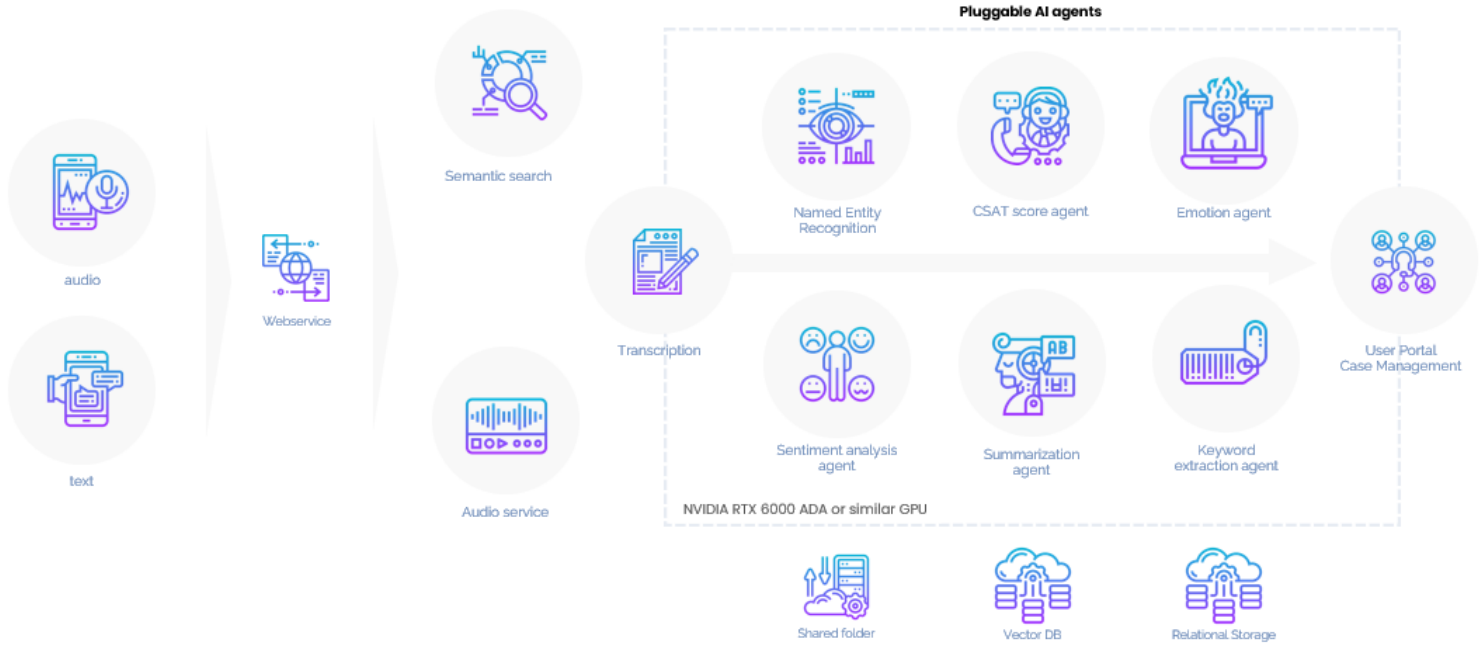 Pluggable AI agents
Semantic search
audio
Webservice
text
Audio service
Transcription
Named Entity
Recognition
CSAT score agent
Emotion agent
Sentiment analysis
agent
AB
Summarization
agent
Keyword
extraction agent
User Portal
Case Management
NVIDIA RTX 6000 ADA or similar GPU
Shared folder
Vector DB
Relational Storage